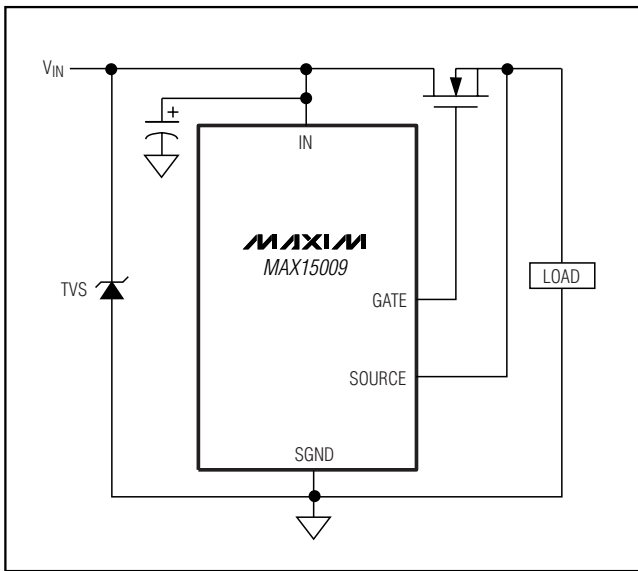 VIN
+
IN
MAXIM
MAX15009
TVS
GATE
LOAD
SOURCE
SGND